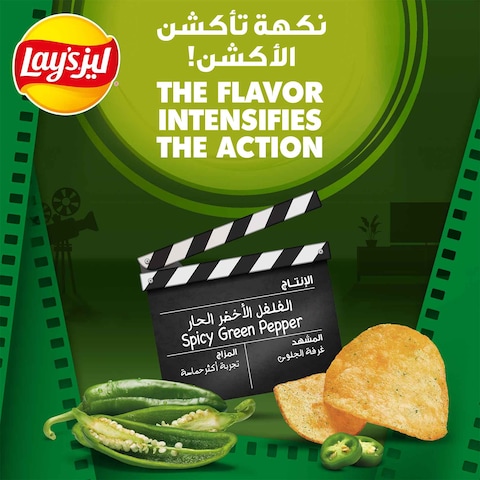 Lay's ليز
نكهة تأكشن
الأكشن!
THE FLAVOR
INTENSIFIES
THE ACTION
الإنتاج
الفلفل الأخضر الحار
Spicy Green Pepper
المشهد
غرفة الجلوس
المزاج
تجربة أكثر حماسة